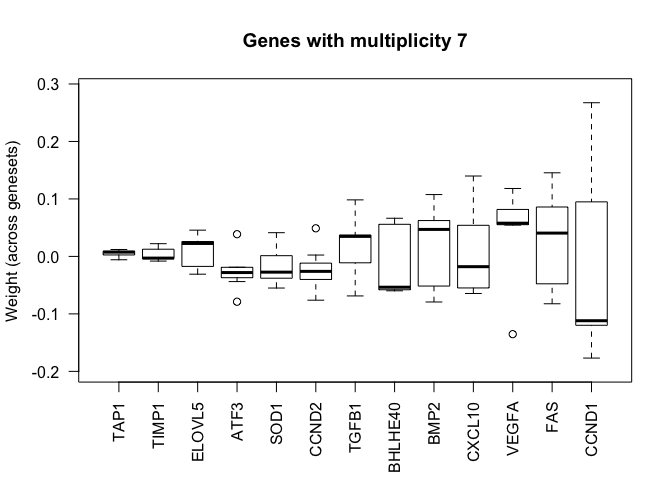 Genes with multiplicity 7
Weight (across genesets)
0.3
0.2
0.1
0.0
-0.1
-0.2
TAP1
TIMP1
ELOVL5
ATF3
SOD1
CCND2
TGFB1
BHLHE40
BMP2
CXCL10
VEGFA
FAS
CCND1